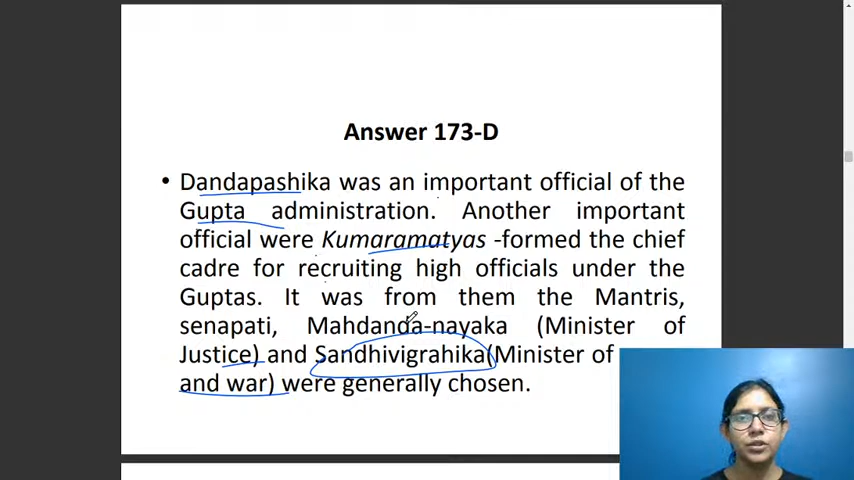 Answer 173-D
• Dandapashika was an important official of the
Gupta administration. Another important
official were Kumaramatyas -formed the chief
cadre for recruiting high officials under the
Guptas. It was from them the Mantris,
senapati, Mahdanda-nayaka (Minister of
Justice) and Sandhivigrahika(Minister of
and war) were generally chosen.